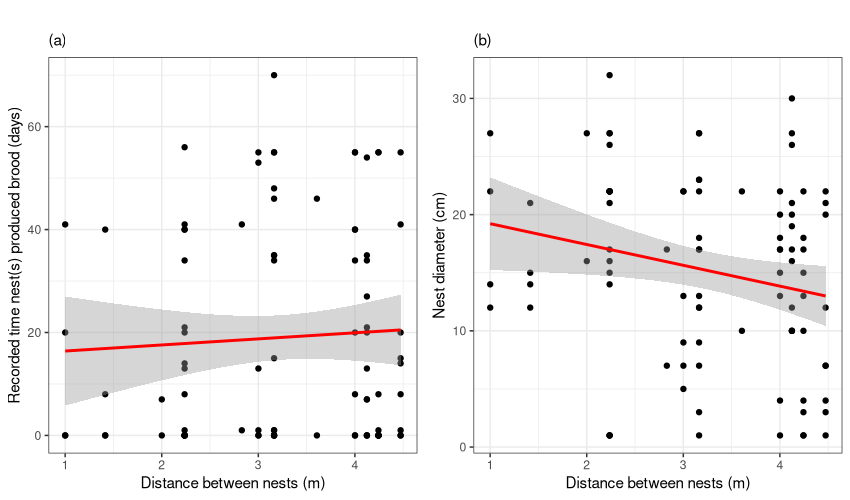 (a)
Recorded time nest(s) produced brood (days)
60
40
20
0
1 2 3 4
Distance between nests (m)
(b)
Nest diameter (cm)
30
20
10
0
1 2 3 4
Distance between nests (m)